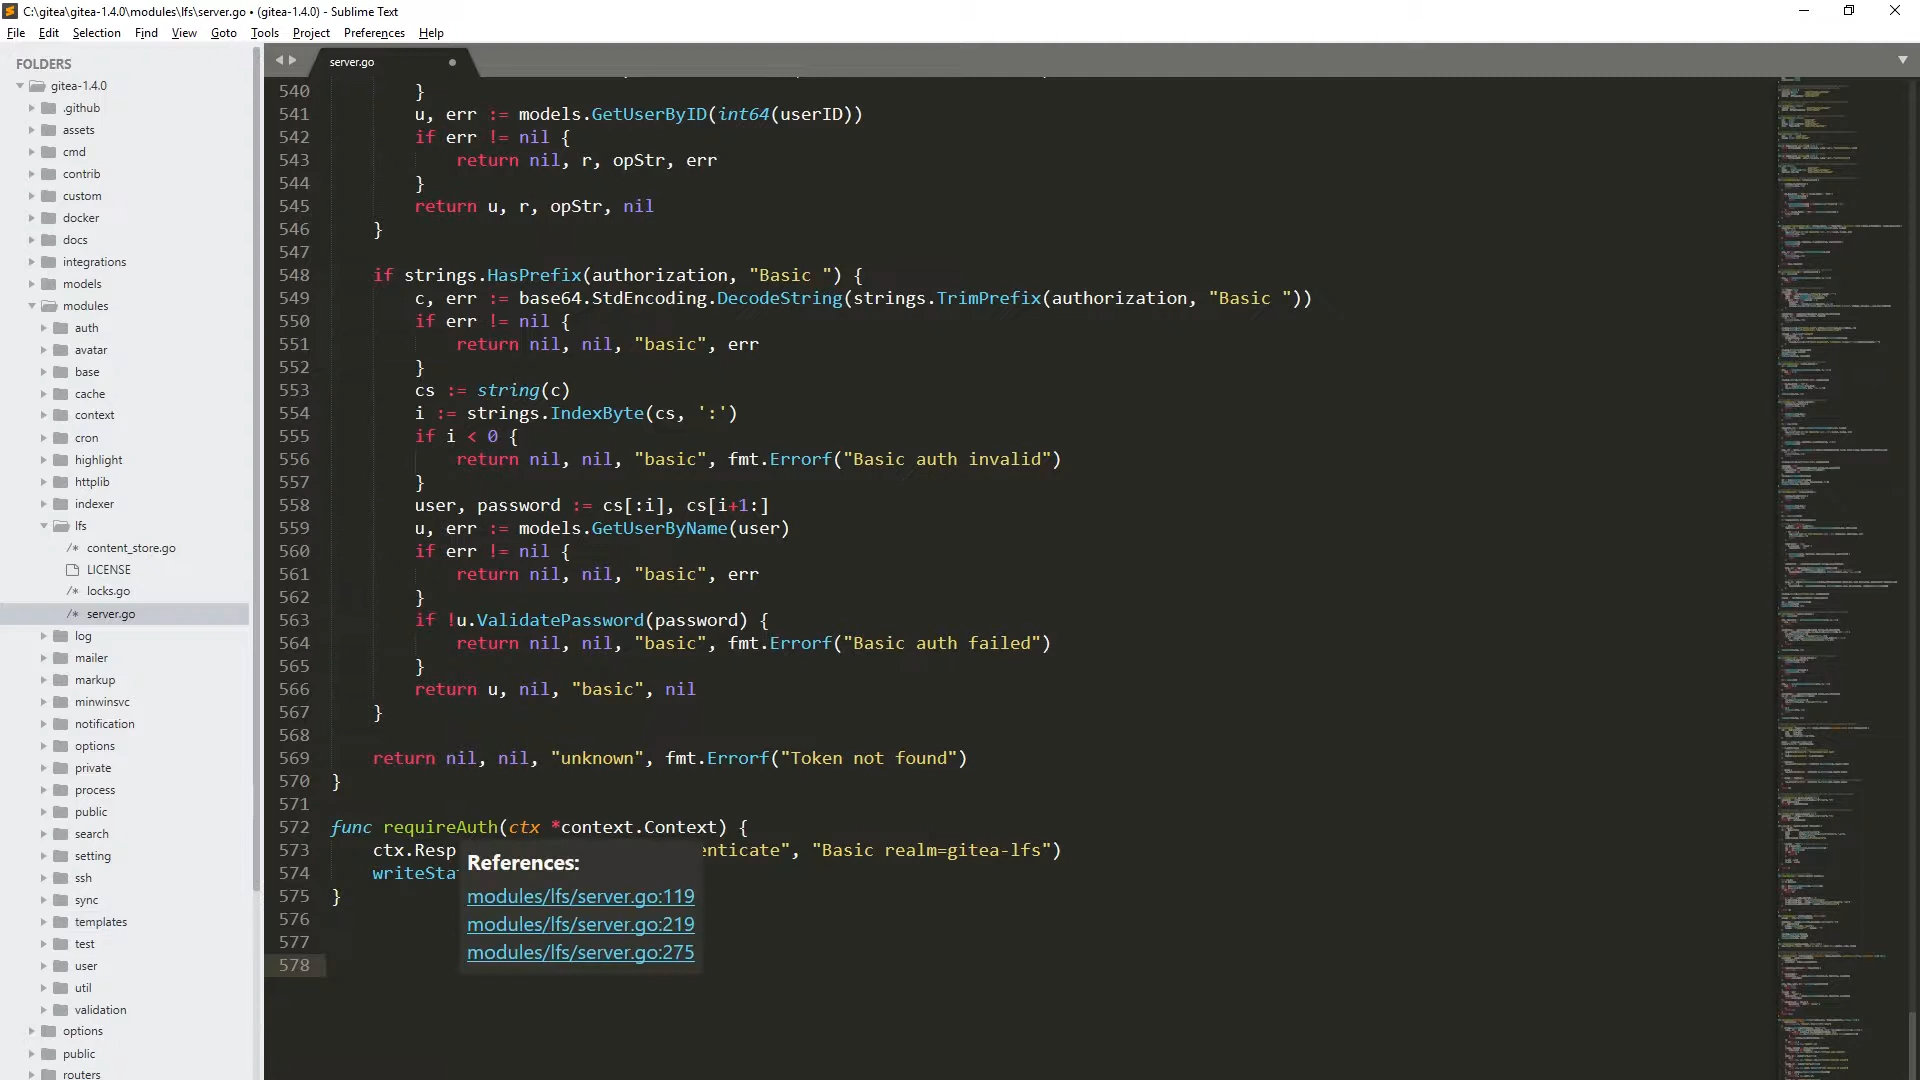 C:\gitea\gitea-1.4.0\modules\lfs\server.go • (gitea-1.4.0) - Sublime Text
File Edit Selection Find View Goto Tools Project Preferences Help
FOLDERS
gitea-1.4.0
.github
assets
cmd
contrib
custom
docker
docs
integrations
models
modules
auth
avatar
base
cache
context
cron
highlight
httplib
indexer
lfs
/* content_store.go
LICENSE
/* locks.go
/* server.go
log
mailer
markup
minwinsvc
notification
options
private
process
public
search
setting
ssh
sync
templates
test
user
util
validation
options
public
routers
server.go
540 }
541 u, err := models.GetUserByID(int64(userID))
542 if err != nil {
543 return nil, r, opStr, err
544 }
545 return u, r, opStr, nil
546 }
547
548 if strings.HasPrefix(authorization, "Basic ") {
549 c, err := base64.StdEncoding.DecodeString(strings.TrimPrefix(authorization, "Basic "))
550 if err != nil {
551 return nil, nil, "basic", err
552 }
553 cs := string(c)
554 i := strings.IndexByte(cs, ':')
555 if i < 0 {
556 return nil, nil, "basic", fmt.Errorf("Basic auth invalid")
557 }
558 user, password := cs[:i], cs[i+1:]
559 u, err := models.GetUserByName(user)
560 if err != nil {
561 return nil, nil, "basic", err
562 }
563 if !u.ValidatePassword(password) {
564 return nil, nil, "basic", fmt.Errorf("Basic auth failed")
565 }
566 return u, nil, "basic", nil
567 }
568
569 return nil, nil, "unknown", fmt.Errorf("Token not found")
570 }
571
572 func requireAuth(ctx *context.Context) {
573 ctx.Resp enticate", "Basic realm=gitea-lfs")
574 writeSta
575 }
576
577
578
References:
modules/lfs/server.go:119
modules/lfs/server.go:219
modules/lfs/server.go:275